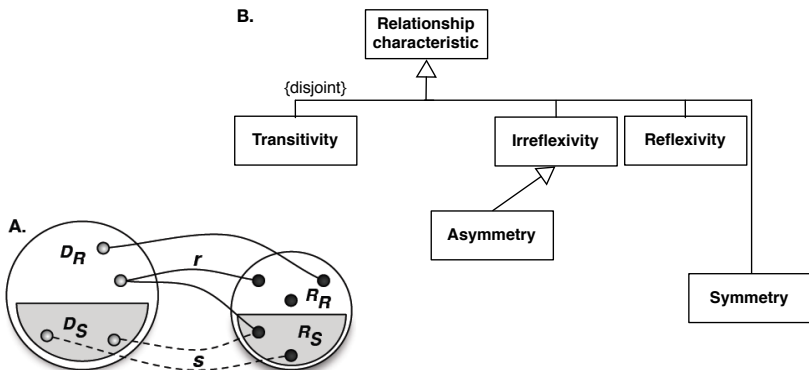 B.
Relationship
characteristic
{disjoint}
Transitivity
Irreflexivity
Reflexivity
Asymmetry
Symmetry
A.
DR
r
RR
DS
RS
s